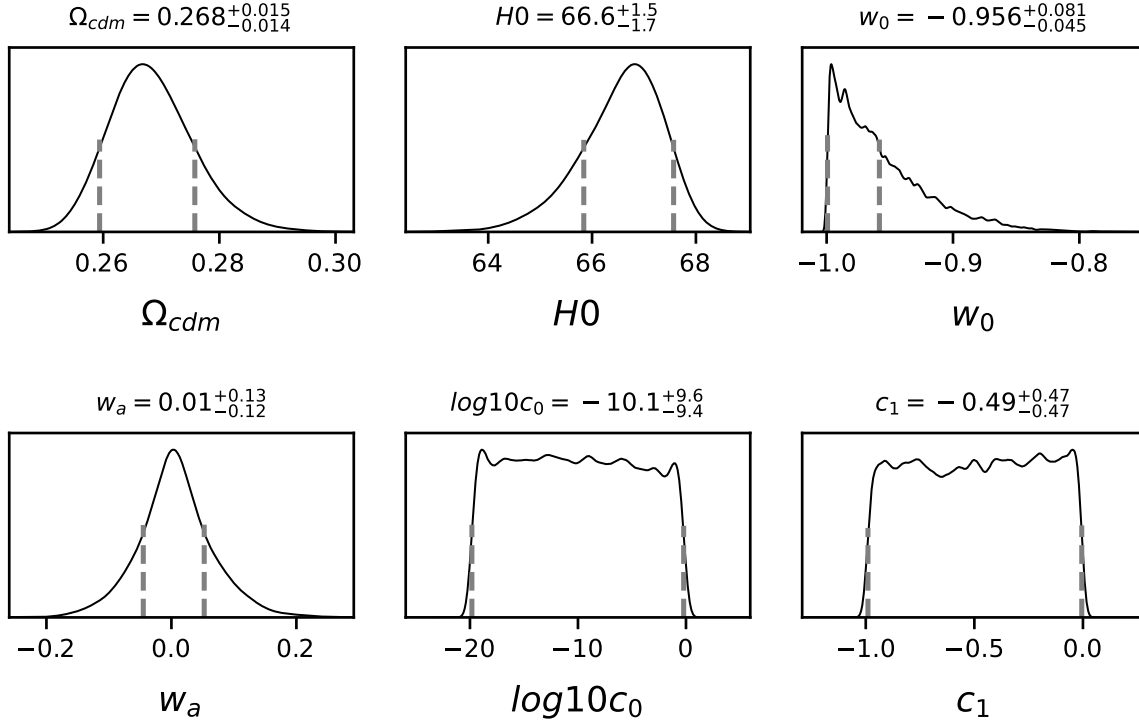 Ω_{cdm} = 0.268^{+0.015}_{−0.014}
H0 = 66.6^{+1.5}_{−1.7}
w_0 = −0.956^{+0.081}_{−0.045}
0.26 0.28 0.30
64 66 68
−1.0 −0.9 −0.8
Ω_{cdm}
H0
w_0
w_a = 0.01^{+0.13}_{−0.12}
log10c_0 = −10.1^{+9.6}_{−9.4}
c_1 = −0.49^{+0.47}_{−0.47}
−0.2 0.0 0.2
−20 −10 0
−1.0 −0.5 0.0
w_a
log10c_0
c_1